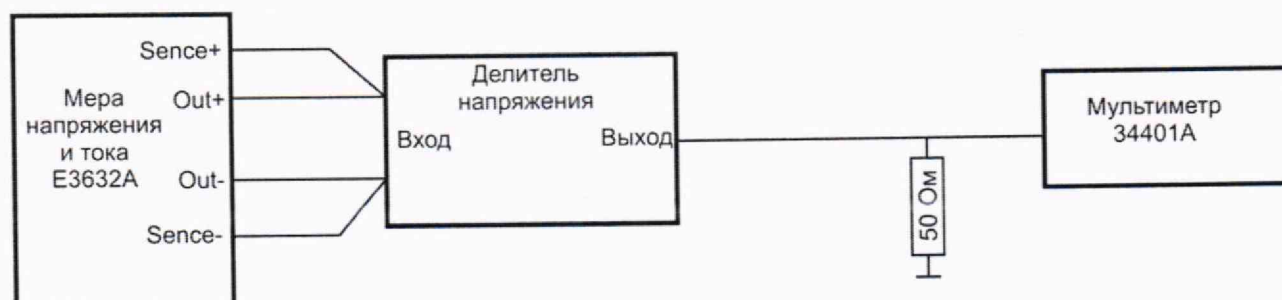 Sence+
Мера
напряжения
и тока
E3632A
Out+
Out-
Sence-
Делитель
напряжения
Вход
Выход
50 Ом
Мультиметр
34401A